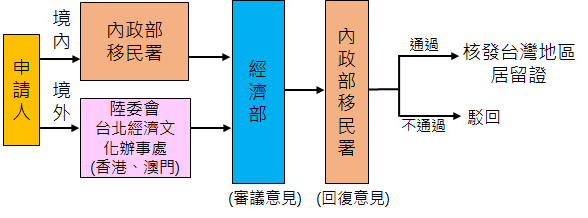 申請人
境內
境外
內政部
移民署
陸委會
台北經濟文
化辦事處
(香港、澳門)
經濟部
(審議意見)
內政部移民署
(回復意見)
通過
不通過
核發台灣地區
居留證
駁回